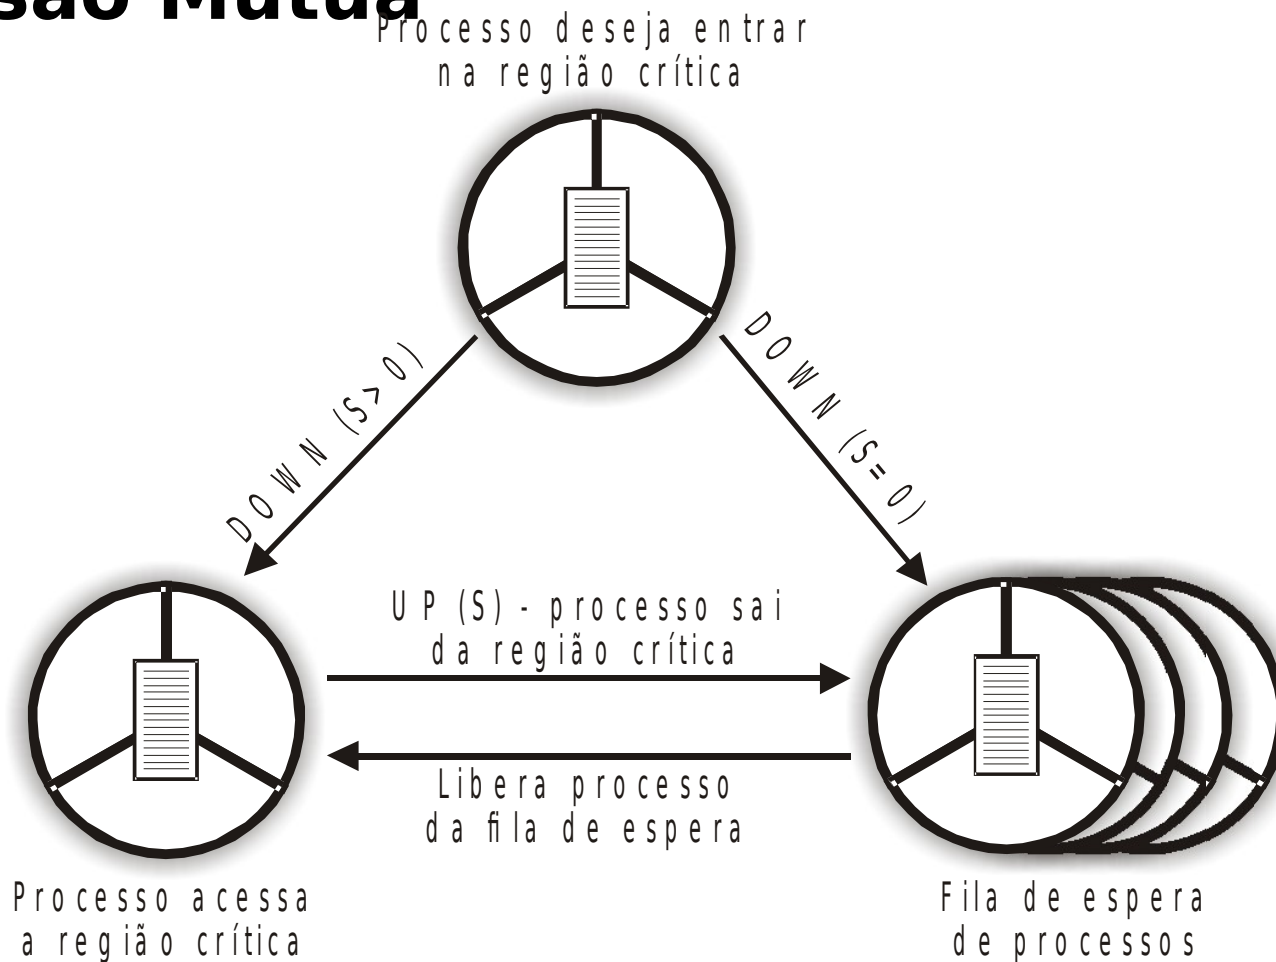 são Mútua
Processo deseja entrar
na região crítica
DOWN (S>0)
DOWN (S=0)
UP (S) - processo sai
da região crítica
Libera processo
da fila de espera
Processo acessa
a região crítica
Fila de espera
de processos